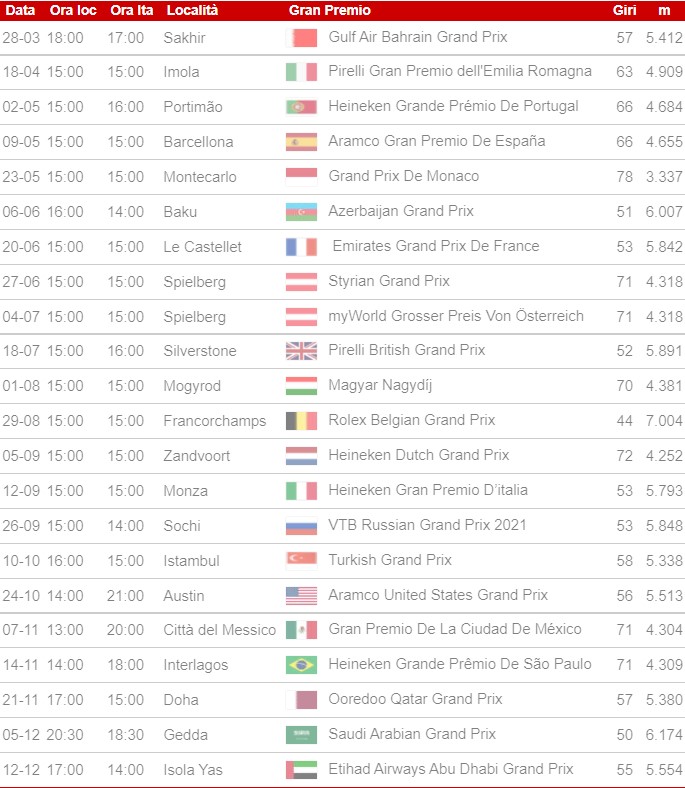 Data Ora loc Ora Ita Località Gran Premio Giri m
28-03 18:00 17:00 Sakhir Gulf Air Bahrain Grand Prix 57 5.412
18-04 15:00 15:00 Imola Pirelli Gran Premio dell'Emilia Romagna 63 4.909
02-05 15:00 16:00 Portimão Heineken Grande Prémio De Portugal 66 4.684
09-05 15:00 15:00 Barcellona Aramco Gran Premio De España 66 4.655
23-05 15:00 15:00 Montecarlo Grand Prix De Monaco 78 3.337
06-06 16:00 14:00 Baku Azerbaijan Grand Prix 51 6.007
20-06 15:00 15:00 Le Castellet Emirates Grand Prix De France 53 5.842
27-06 15:00 15:00 Spielberg Styrian Grand Prix 71 4.318
04-07 15:00 15:00 Spielberg myWorld Grosser Preis Von Österreich 71 4.318
18-07 15:00 16:00 Silverstone Pirelli British Grand Prix 52 5.891
01-08 15:00 15:00 Mogyrod Magyar Nagydíj 70 4.381
29-08 15:00 15:00 Francorchamps Rolex Belgian Grand Prix 44 7.004
05-09 15:00 15:00 Zandvoort Heineken Dutch Grand Prix 72 4.252
12-09 15:00 15:00 Monza Heineken Gran Premio D'italia 53 5.793
26-09 15:00 14:00 Sochi VTB Russian Grand Prix 2021 53 5.848
10-10 16:00 15:00 Istambul Turkish Grand Prix 58 5.338
24-10 14:00 21:00 Austin Aramco United States Grand Prix 56 5.513
07-11 13:00 20:00 Città del Messico Gran Premio De La Ciudad De México 71 4.304
14-11 14:00 18:00 Interlagos Heineken Grande Prêmio De São Paulo 71 4.309
21-11 17:00 15:00 Doha Ooredoo Qatar Grand Prix 57 5.380
05-12 20:30 18:30 Gedda Saudi Arabian Grand Prix 50 6.174
12-12 17:00 14:00 Isola Yas Etihad Airways Abu Dhabi Grand Prix 55 5.554